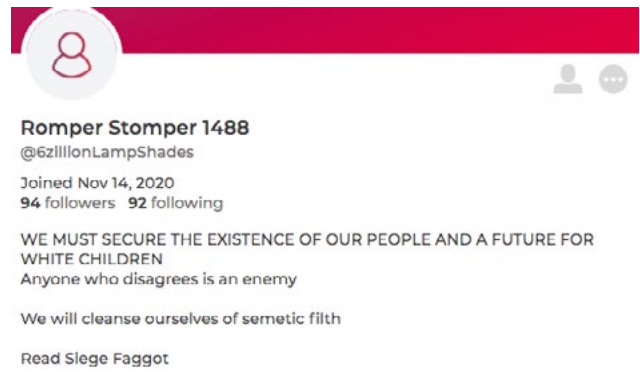 Romper Stomper 1488
@6zillionLampShades
Joined Nov 14, 2020
94 followers 92 following
WE MUST SECURE THE EXISTENCE OF OUR PEOPLE AND A FUTURE FOR
WHITE CHILDREN
Anyone who disagrees is an enemy
We will cleanse ourselves of semetic filth
Read Siege Faggot